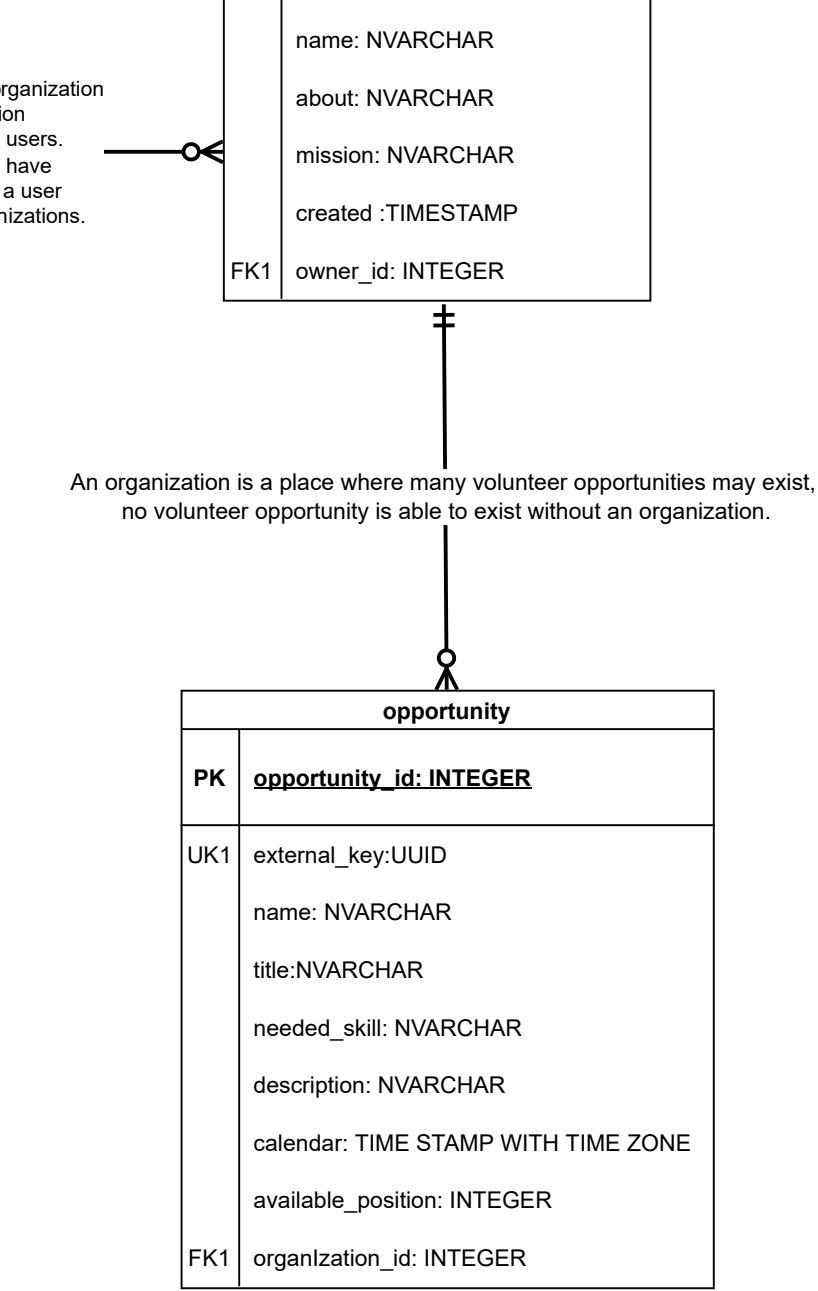 name: NVARCHAR
about: NVARCHAR
mission: NVARCHAR
created :TIMESTAMP
FK1 owner_id: INTEGER
users.
have
a user
An organization is a place where many volunteer opportunities may exist,
no volunteer opportunity is able to exist without an organization.
opportunity
PK opportunity_id: INTEGER
UK1 external_key:UUID
name: NVARCHAR
title:NVARCHAR
needed_skill: NVARCHAR
description: NVARCHAR
calendar: TIME STAMP WITH TIME ZONE
available_position: INTEGER
FK1 organIzation_id: INTEGER